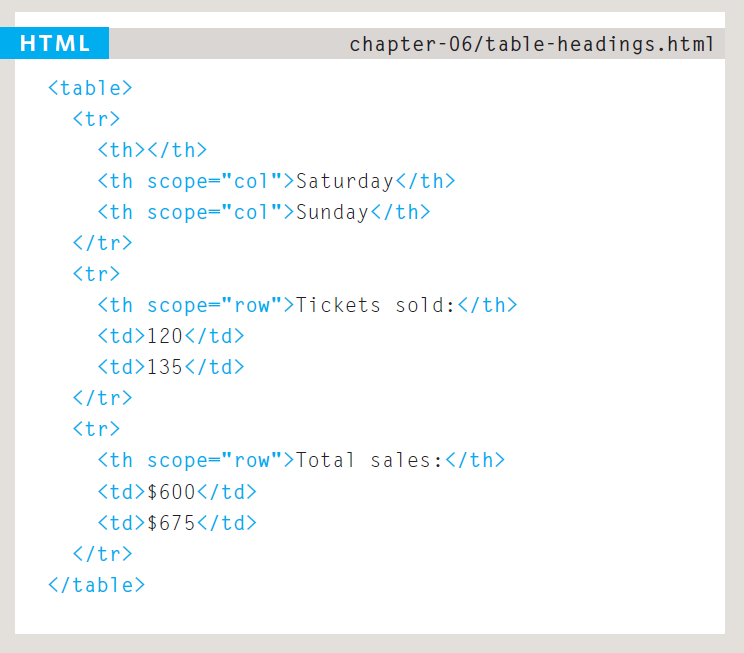 HTML
chapter-06/table-headings.html
<table>
<tr>
<th></th>
<th scope="col">Saturday</th>
<th scope="col">Sunday</th>
</tr>
<tr>
<th scope="row">Tickets sold:</th>
<td>120</td>
<td>135</td>
</tr>
<tr>
<th scope="row">Total sales:</th>
<td>$600</td>
<td>$675</td>
</tr>
</table>